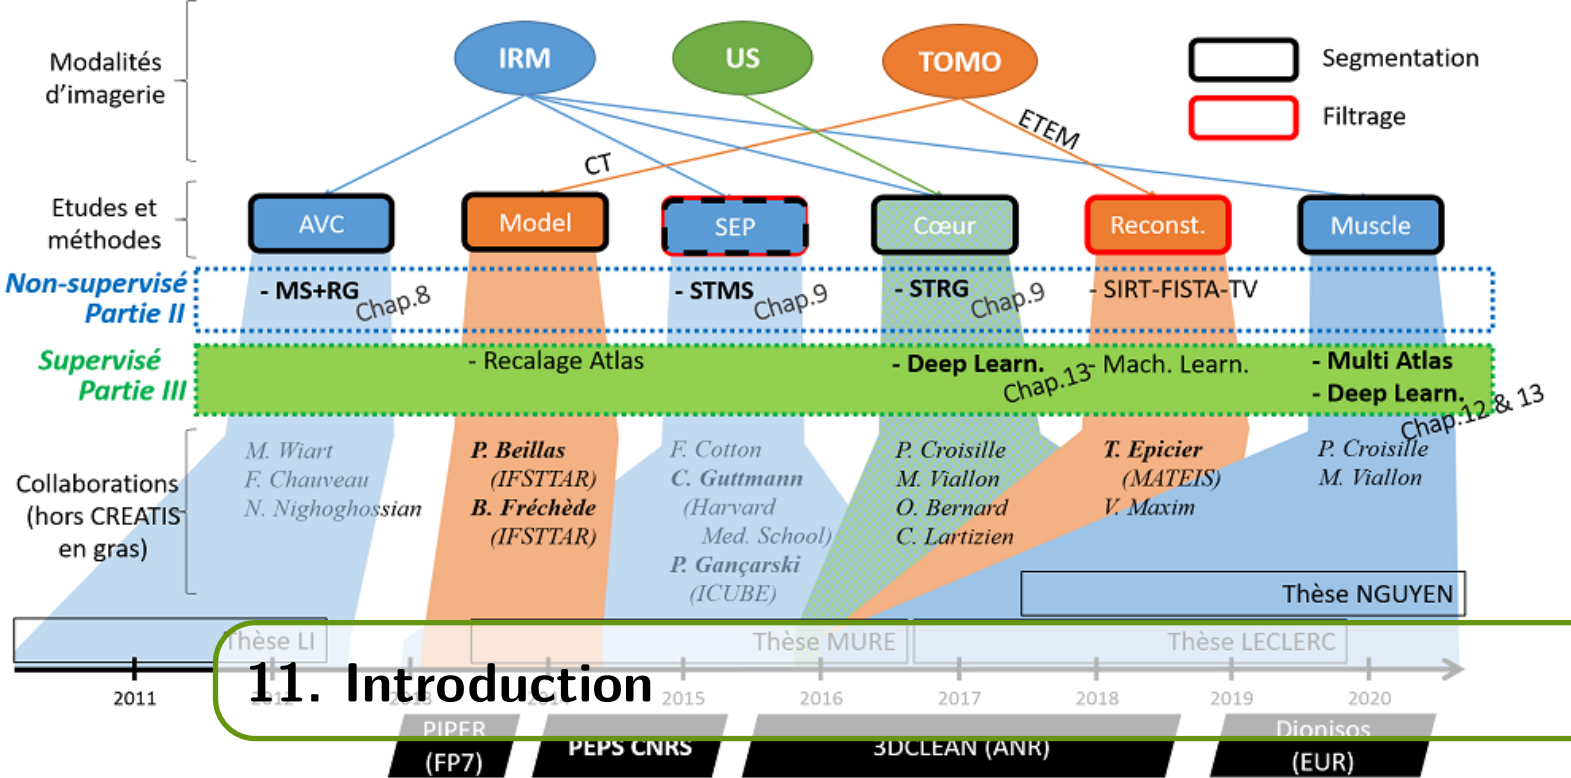 Modalités
d'imagerie
IRM
US
TOMO
Segmentation
Filtrage
CT
ETEM
Etudes et
méthodes
AVC
Model
SEP
Cœur
Reconst.
Muscle
Non-supervisé
Partie II
- MS+RG
Chap.8
- STMS
Chap.9
- STRG
Chap.9
- SIRT-FISTA-TV
Supervisé
Partie III
- Recalage Atlas
- Deep Learn.
Chap.13
- Mach. Learn.
- Multi Atlas
- Deep Learn.
Chap.12 & 13
Collaborations
(hors CREATIS
en gras)
M. Wiart
F. Chauveau
N. Nighoghossian
P. Beillas
(IFSTTAR)
B. Fréchède
(IFSTTAR)
F. Cotton
C. Guttmann
(Harvard
Med. School)
P. Gançarski
(ICUBE)
P. Croisille
M. Viallon
O. Bernard
C. Lartizien
T. Epicier
(MATEIS)
V. Maxim
P. Croisille
M. Viallon
Thèse NGUYEN
Thèse LI
Thèse MURE
Thèse LECLERC
11. Introduction
2011
2012
2013
2014
2015
2016
2017
2018
2019
2020
PIPER
(FP7)
PEPS CNRS
3DCLEAN (ANR)
Dionisos
(EUR)